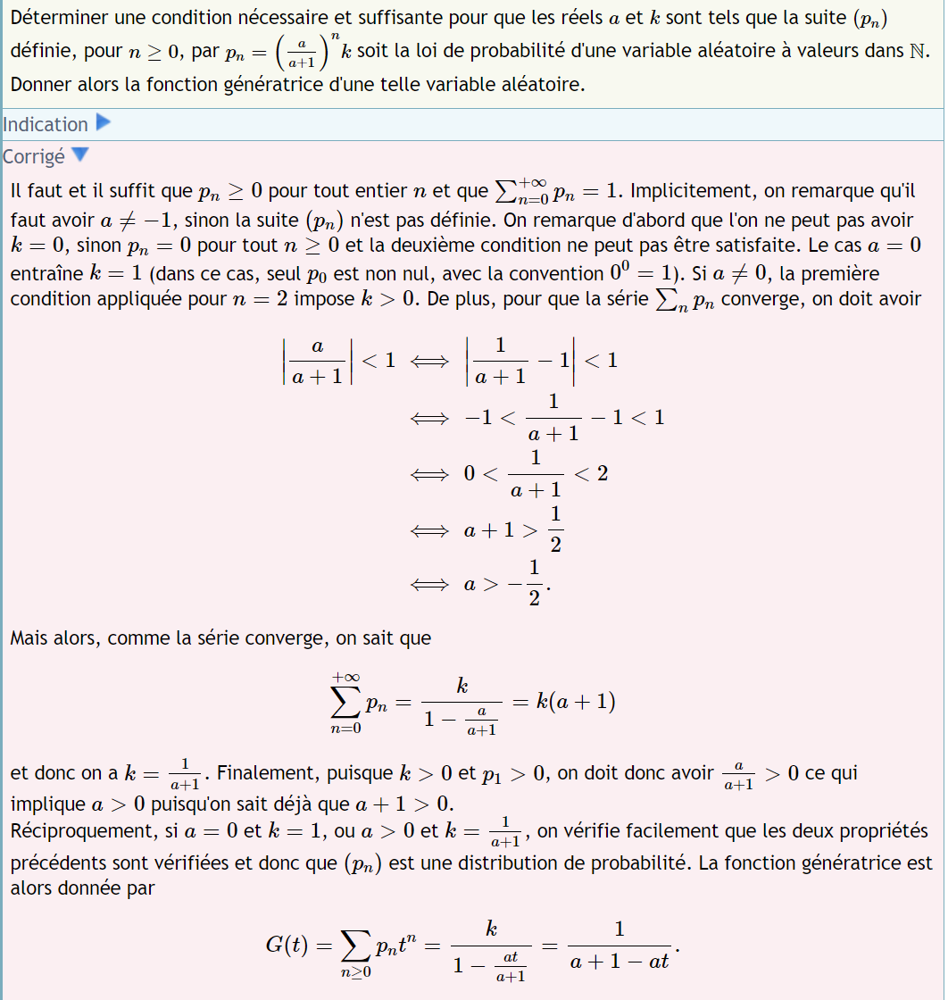 Déterminer une condition nécessaire et suffisante pour que les réels $a$ et $k$ sont tels que la suite $(p_n)$
définie, pour $n \geq 0$, par $p_n = \left(\frac{a}{a+1}\right)^n k$ soit la loi de probabilité d'une variable aléatoire à valeurs dans $\mathbb{N}$.
Donner alors la fonction génératrice d'une telle variable aléatoire.
Indication
Corrigé
Il faut et il suffit que $p_n \geq 0$ pour tout entier $n$ et que $\sum_{n=0}^{+\infty} p_n = 1$. Implicitement, on remarque qu'il
faut avoir $a \neq -1$, sinon la suite $(p_n)$ n'est pas définie. On remarque d'abord que l'on ne peut pas avoir
$k = 0$, sinon $p_n = 0$ pour tout $n \geq 0$ et la deuxième condition ne peut pas être satisfaite. Le cas $a = 0$
entraîne $k = 1$ (dans ce cas, seul $p_0$ est non nul, avec la convention $0^0 = 1$). Si $a \neq 0$, la première
condition appliquée pour $n = 2$ impose $k > 0$. De plus, pour que la série $\sum_n p_n$ converge, on doit avoir
$\left|\frac{a}{a+1}\right| < 1 \iff \left|\frac{1}{a+1} - 1\right| < 1$
$\iff -1 < \frac{1}{a+1} - 1 < 1$
$\iff 0 < \frac{1}{a+1} < 2$
$\iff a + 1 > \frac{1}{2}$
$\iff a > -\frac{1}{2}.$
Mais alors, comme la série converge, on sait que
$\sum_{n=0}^{+\infty} p_n = \frac{k}{1 - \frac{a}{a+1}} = k(a+1)$
et donc on a $k = \frac{1}{a+1}$. Finalement, puisque $k > 0$ et $p_1 > 0$, on doit donc avoir $\frac{a}{a+1} > 0$ ce qui
implique $a > 0$ puisqu'on sait déjà que $a + 1 > 0$.
Réciproquement, si $a = 0$ et $k = 1$, ou $a > 0$ et $k = \frac{1}{a+1}$, on vérifie facilement que les deux propriétés
précédents sont vérifiées et donc que $(p_n)$ est une distribution de probabilité. La fonction génératrice est
alors donnée par
$G(t) = \sum_{n \geq 0} p_n t^n = \frac{k}{1 - \frac{at}{a+1}} = \frac{1}{a + 1 - at}.$